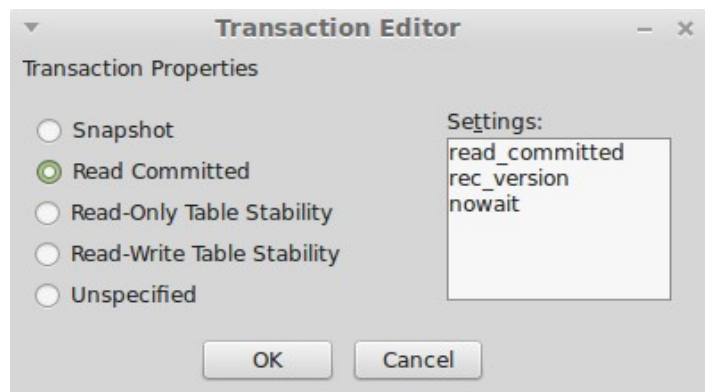 Transaction Editor
Transaction Properties
Snapshot
Read Committed
Read-Only Table Stability
Read-Write Table Stability
Unspecified
Settings:
read_committed
rec_version
nowait
OK
Cancel